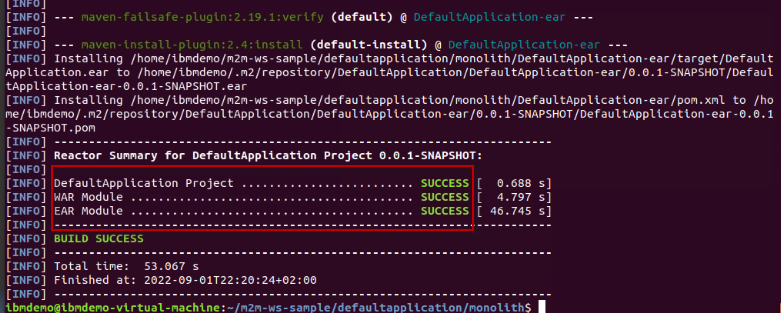 [INFO]
[INFO] --- maven-failsafe-plugin:2.19.1:verify (default) @ DefaultApplication-ear ---
[INFO]
[INFO] --- maven-install-plugin:2.4:install (default-install) @ DefaultApplication-ear ---
[INFO] Installing /home/ibmdemo/m2m-ws-sample/defaultapplication/monolith/DefaultApplication-ear/target/Default
Application.ear to /home/ibmdemo/.m2/repository/DefaultApplication/DefaultApplication-ear/0.0.1-SNAPSHOT/Defaul
tApplication-ear-0.0.1-SNAPSHOT.ear
[INFO] Installing /home/ibmdemo/m2m-ws-sample/defaultapplication/monolith/DefaultApplication-ear/pom.xml to /ho
me/ibmdemo/.m2/repository/DefaultApplication/DefaultApplication-ear/0.0.1-SNAPSHOT/DefaultApplication-ear-0.0.1
-SNAPSHOT.pom
[INFO] ------------------------------------------------------------------------
[INFO] Reactor Summary for DefaultApplication Project 0.0.1-SNAPSHOT:
[INFO]
[INFO] DefaultApplication Project ......................... SUCCESS [  0.688 s]
[INFO] WAR Module ......................................... SUCCESS [  4.797 s]
[INFO] EAR Module ......................................... SUCCESS [ 46.745 s]
[INFO] ------------------------------------------------------------------------
[INFO] BUILD SUCCESS
[INFO] ------------------------------------------------------------------------
[INFO] Total time:  53.067 s
[INFO] Finished at: 2022-09-01T22:20:24+02:00
[INFO] ------------------------------------------------------------------------
ibmdemo@ibmdemo-virtual-machine:~/m2m-ws-sample/defaultapplication/monolith$